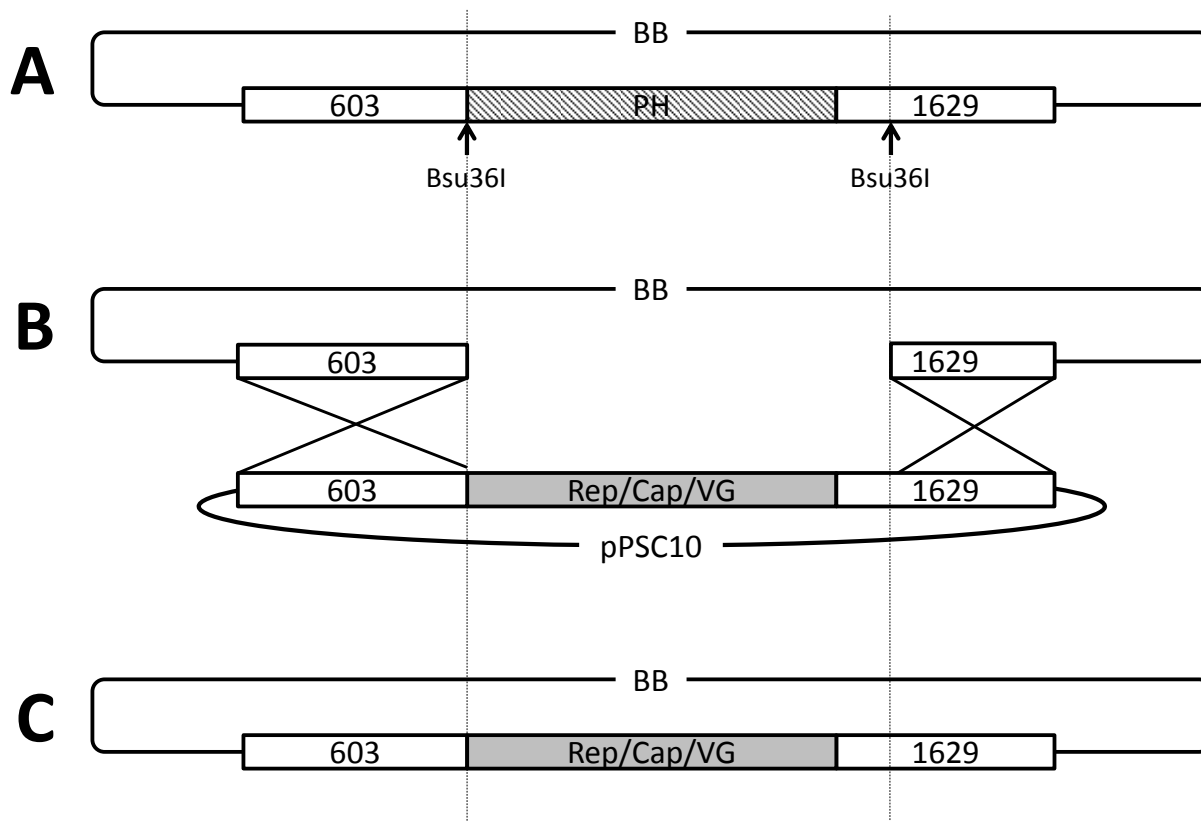 A
BB
603
PH
1629
Bsu36I
Bsu36I
B
BB
603
1629
603
Rep/Cap/VG
1629
pPSC10
C
BB
603
Rep/Cap/VG
1629